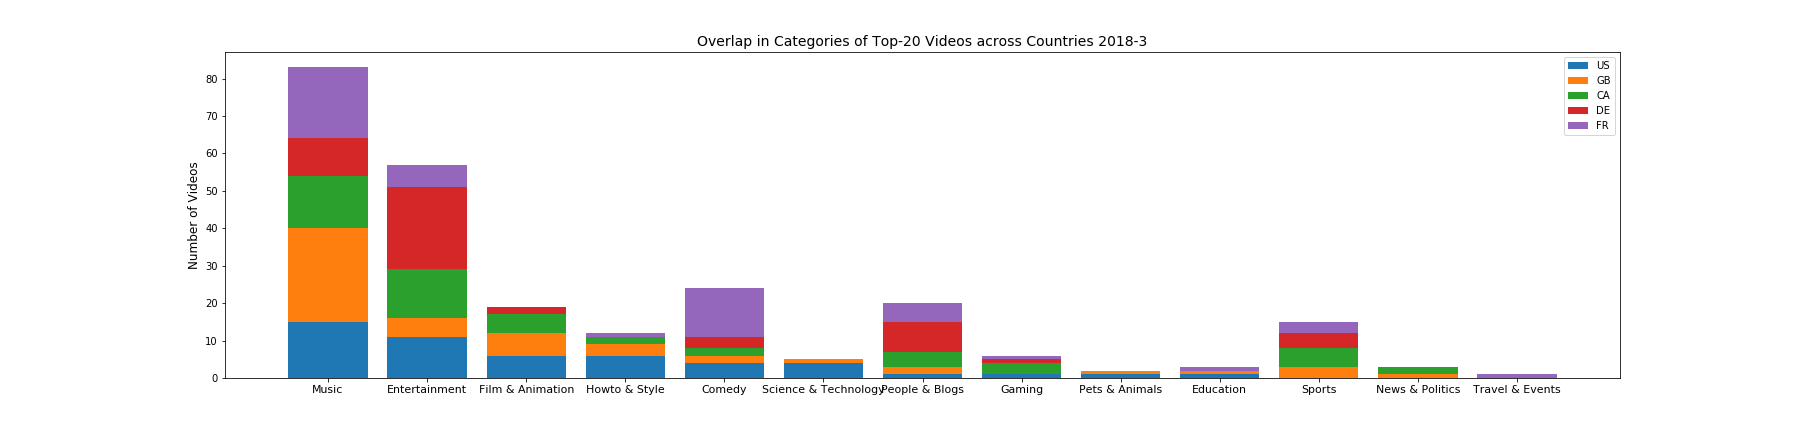 Overlap in Categories of Top-20 Videos across Countries 2018-3
US
GB
CA
DE
FR
Number of Videos
80
70
60
50
40
30
20
10
0
Music Entertainment Film & Animation Howto & Style Comedy Science & Technology People & Blogs Gaming Pets & Animals Education Sports News & Politics Travel & Events